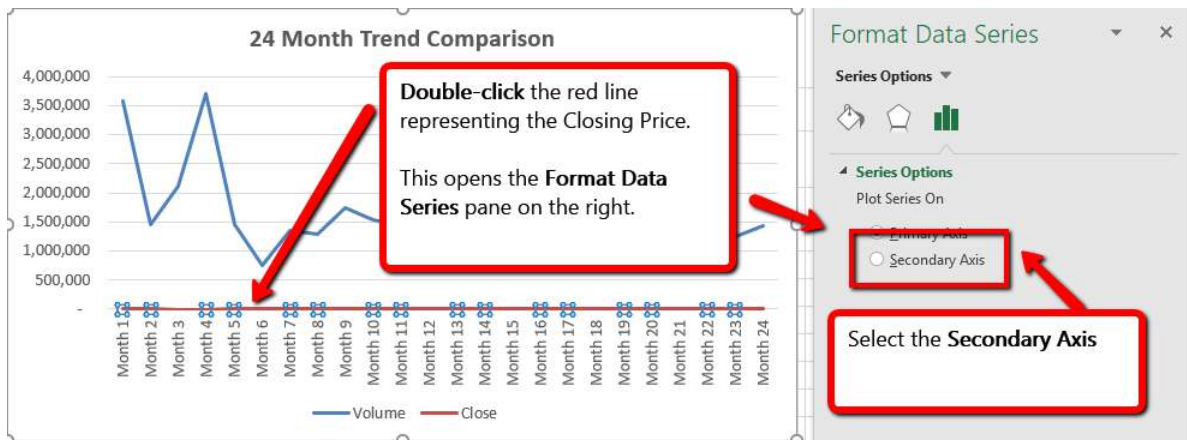 24 Month Trend Comparison
4,000,000
3,500,000
3,000,000
2,500,000
2,000,000
1,500,000
1,000,000
500,000
-
Month 1
Month 2
Month 3
Month 4
Month 5
Month 6
Month 7
Month 8
Month 9
Month 10
Month 11
Month 12
Month 13
Month 14
Month 15
Month 16
Month 17
Month 18
Month 19
Month 20
Month 21
Month 22
Month 23
Month 24
Volume
Close
Double-click the red line
representing the Closing Price.
This opens the Format Data
Series pane on the right.
Format Data Series
Series Options
Series Options
Plot Series On
Primary Axis
Secondary Axis
Select the Secondary Axis